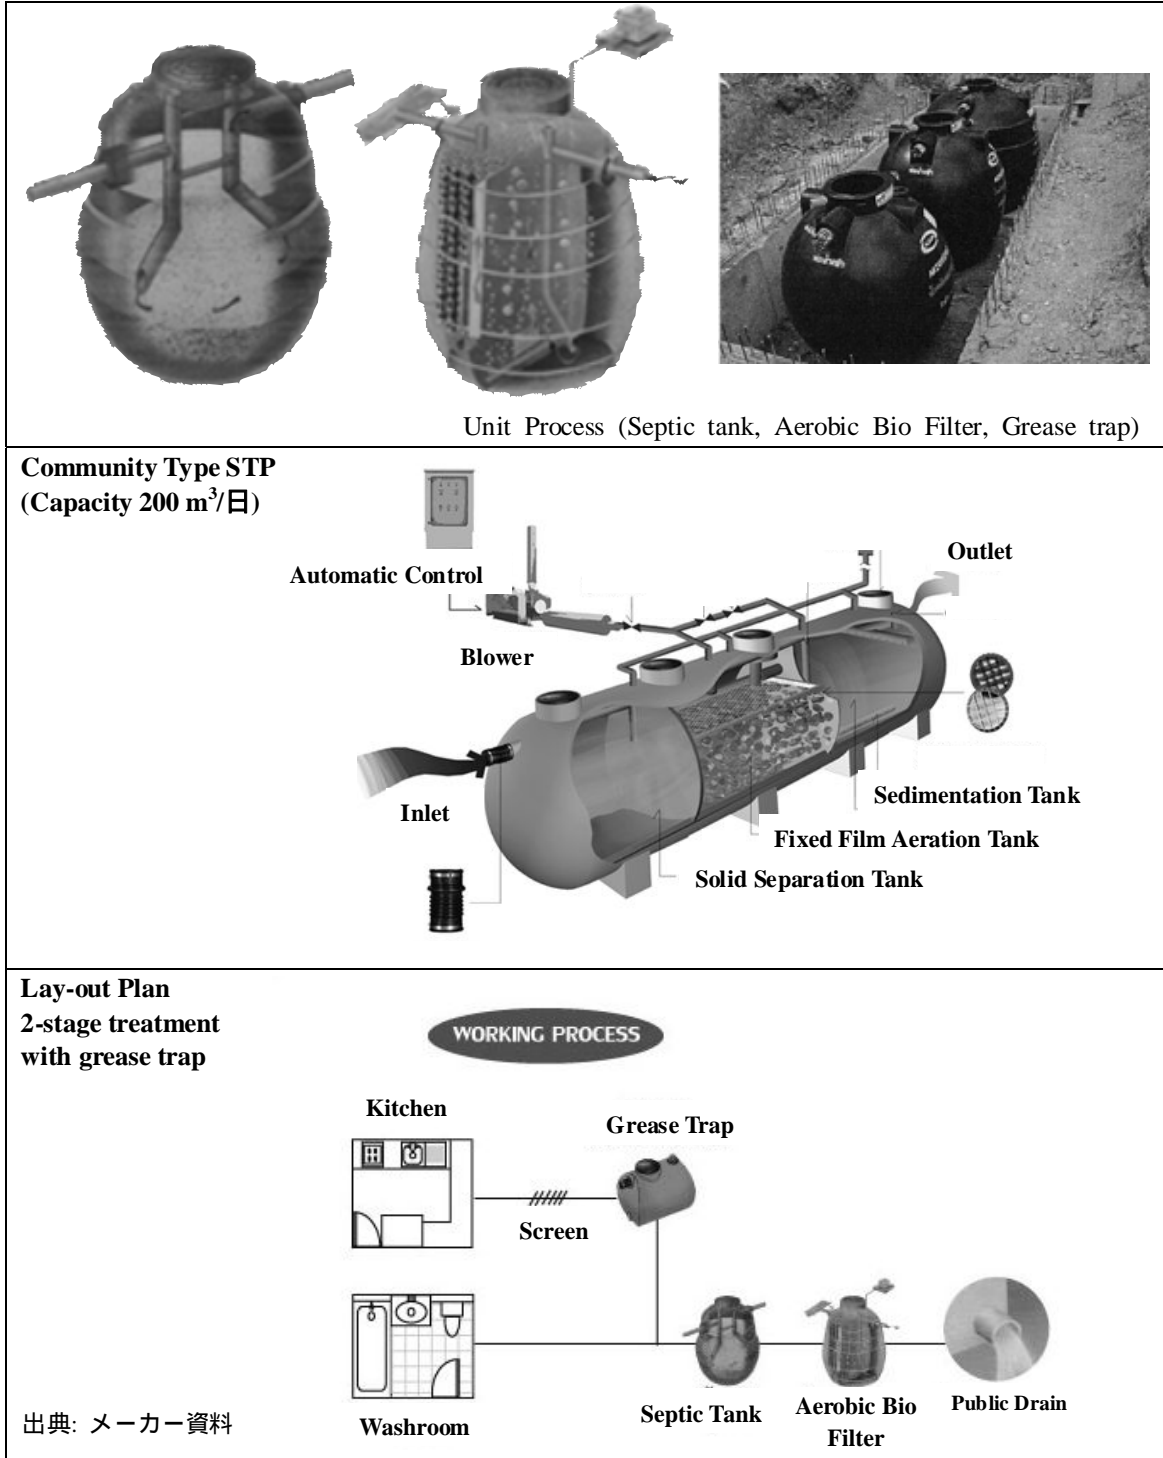 Unit Process (Septic tank, Aerobic Bio Filter, Grease trap)
Community Type STP
(Capacity 200 m³/日)
Automatic Control
Outlet
Blower
Inlet
Sedimentation Tank
Fixed Film Aeration Tank
Solid Separation Tank
Lay-out Plan
2-stage treatment
with grease trap
WORKING PROCESS
Kitchen
Grease Trap
Screen
Washroom
Septic Tank
Aerobic Bio
Filter
Public Drain
出典: メーカー資料